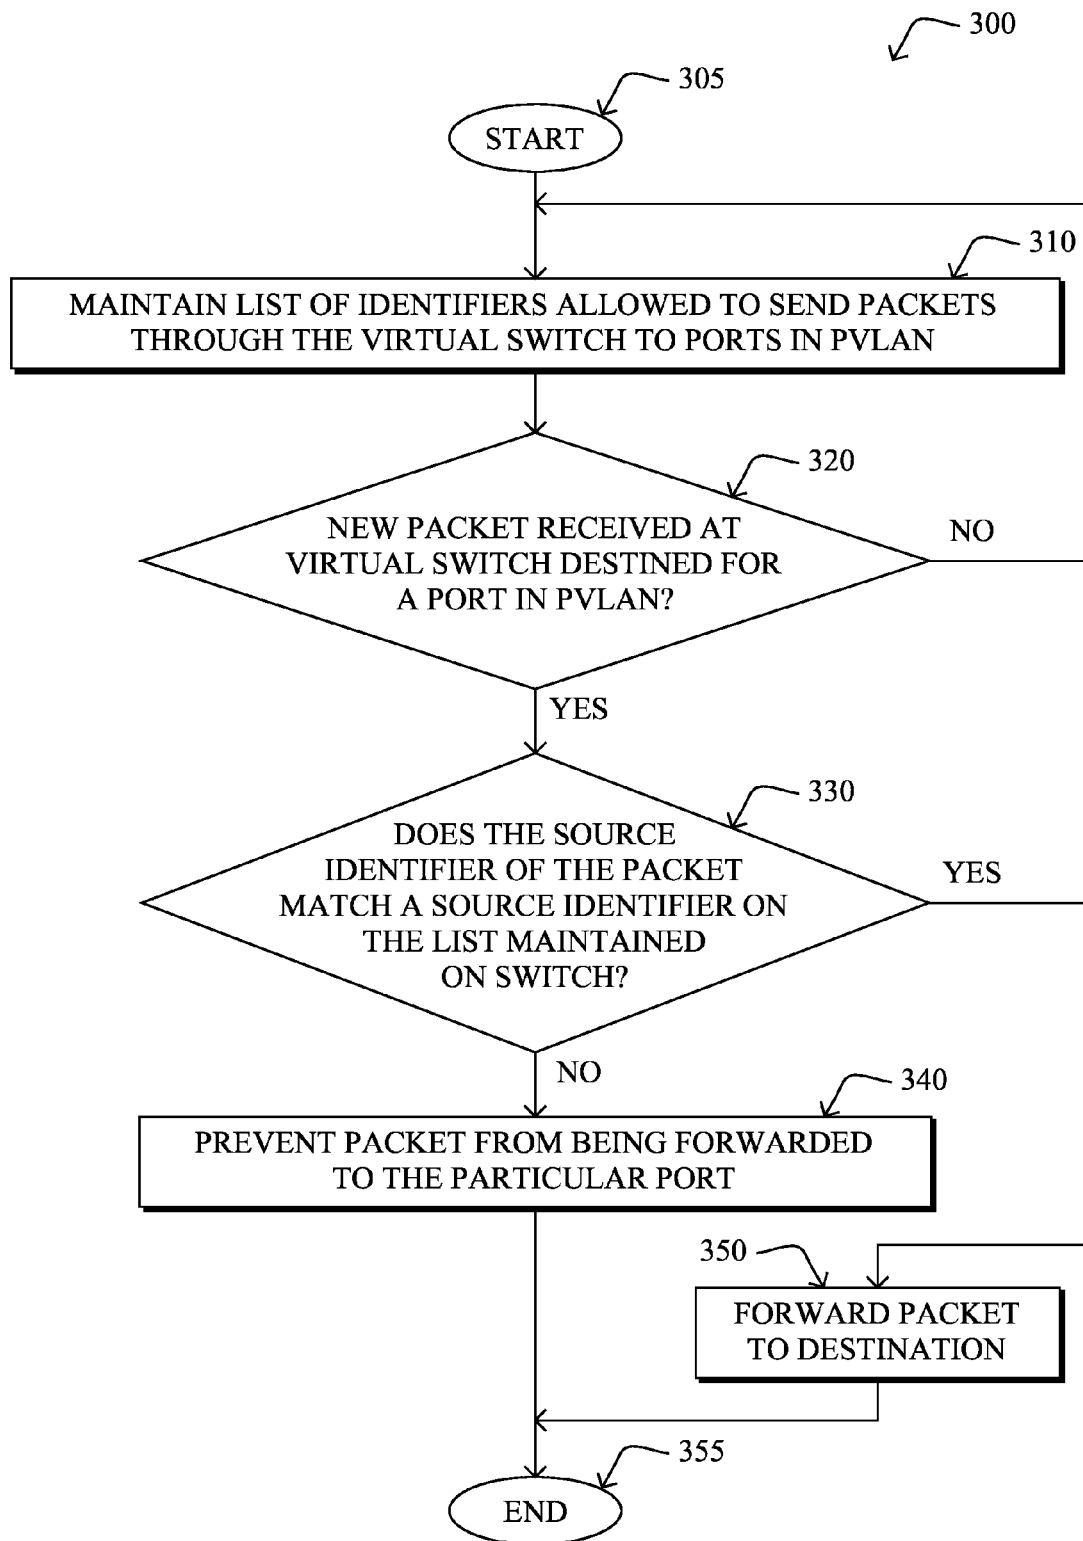 300
305
START
310
MAINTAIN LIST OF IDENTIFIERS ALLOWED TO SEND PACKETS
THROUGH THE VIRTUAL SWITCH TO PORTS IN PVLAN
320
NEW PACKET RECEIVED AT
VIRTUAL SWITCH DESTINED FOR
A PORT IN PVLAN?
NO
YES
330
DOES THE SOURCE
IDENTIFIER OF THE PACKET
MATCH A SOURCE IDENTIFIER ON
THE LIST MAINTAINED
ON SWITCH?
YES
NO
340
PREVENT PACKET FROM BEING FORWARDED
TO THE PARTICULAR PORT
350
FORWARD PACKET
TO DESTINATION
355
END